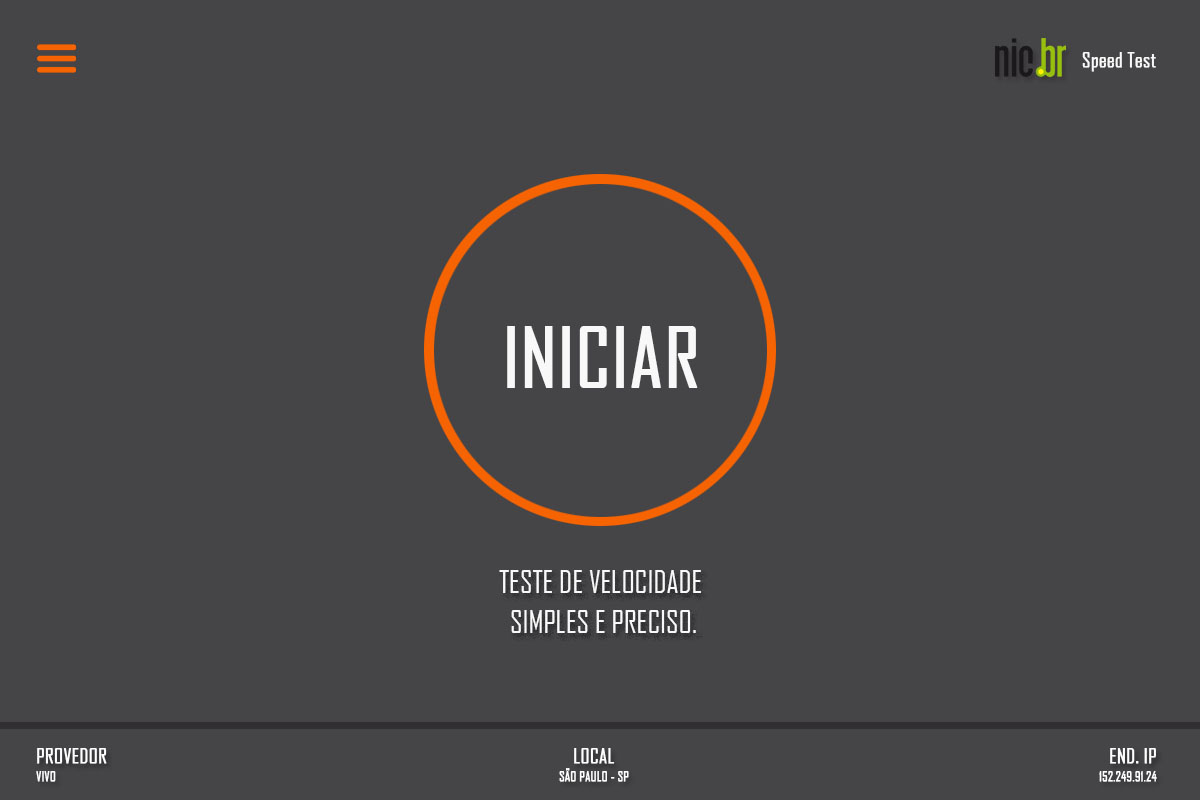 nic.br Speed Test
INICIAR
TESTE DE VELOCIDADE
SIMPLES E PRECISO.
PROVEDOR
VIVO
LOCAL
SÃO PAULO - SP
END. IP
152.249.91.24